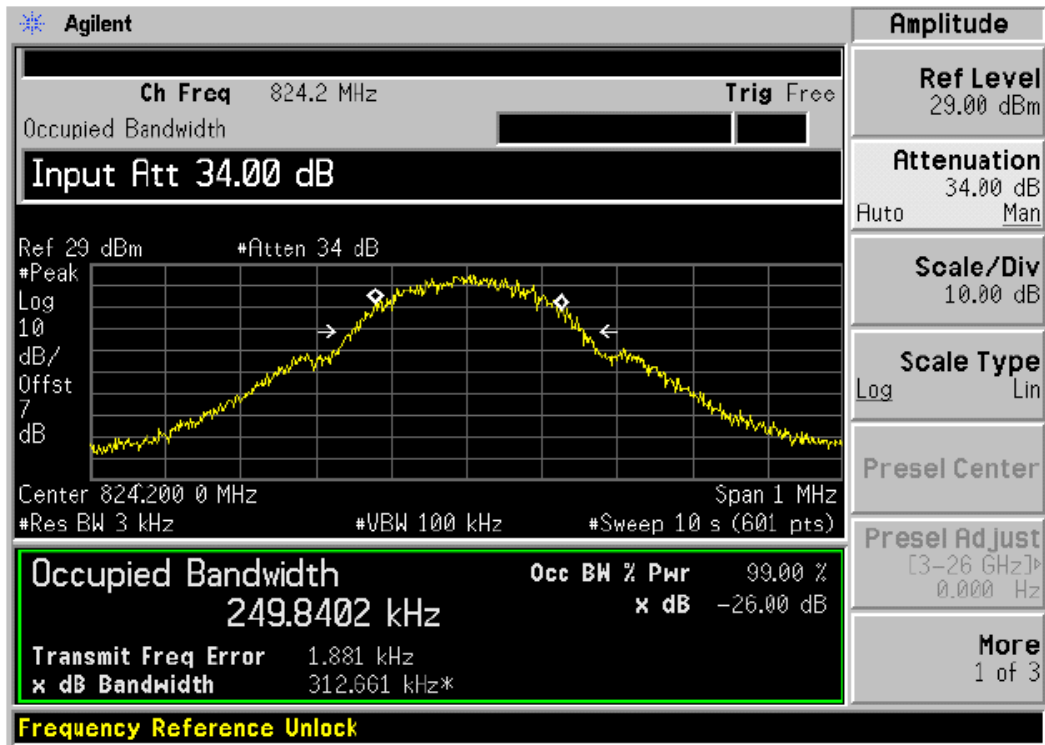 Agilent
Amplitude
Ch Freq 824.2 MHz Trig Free
Occupied Bandwidth
Input Att 34.00 dB
Ref 29 dBm #Atten 34 dB
#Peak
Log
10
dB/
Offst
7
dB
Center 824.200 0 MHz Span 1 MHz
#Res BW 3 kHz #VBW 100 kHz #Sweep 10 s (601 pts)
Occupied Bandwidth
249.8402 kHz
Occ BW % Pwr 99.00 %
x dB -26.00 dB
Transmit Freq Error 1.881 kHz
x dB Bandwidth 312.661 kHz*
Frequency Reference Unlock
Ref Level
29.00 dBm
Attenuation
34.00 dB
Auto Man
Scale/Div
10.00 dB
Scale Type
Log Lin
Presel Center
Presel Adjust
[3-26 GHz]▹
0.000 Hz
More
1 of 3